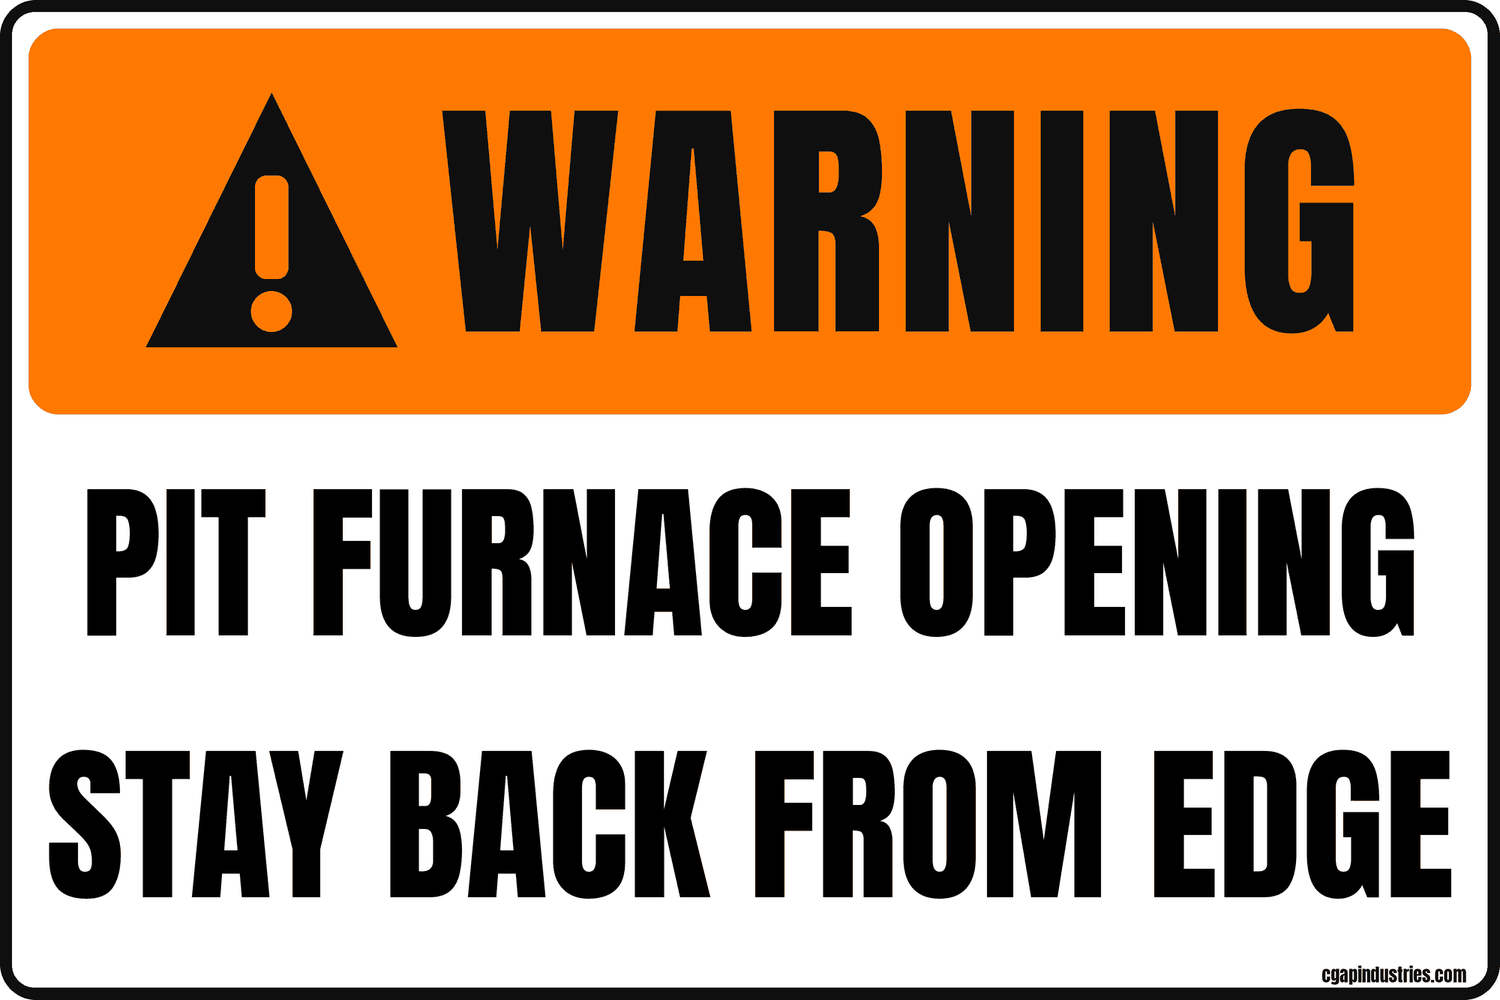 WARNING
PIT FURNACE OPENING
STAY BACK FROM EDGE
cgapindustries.com